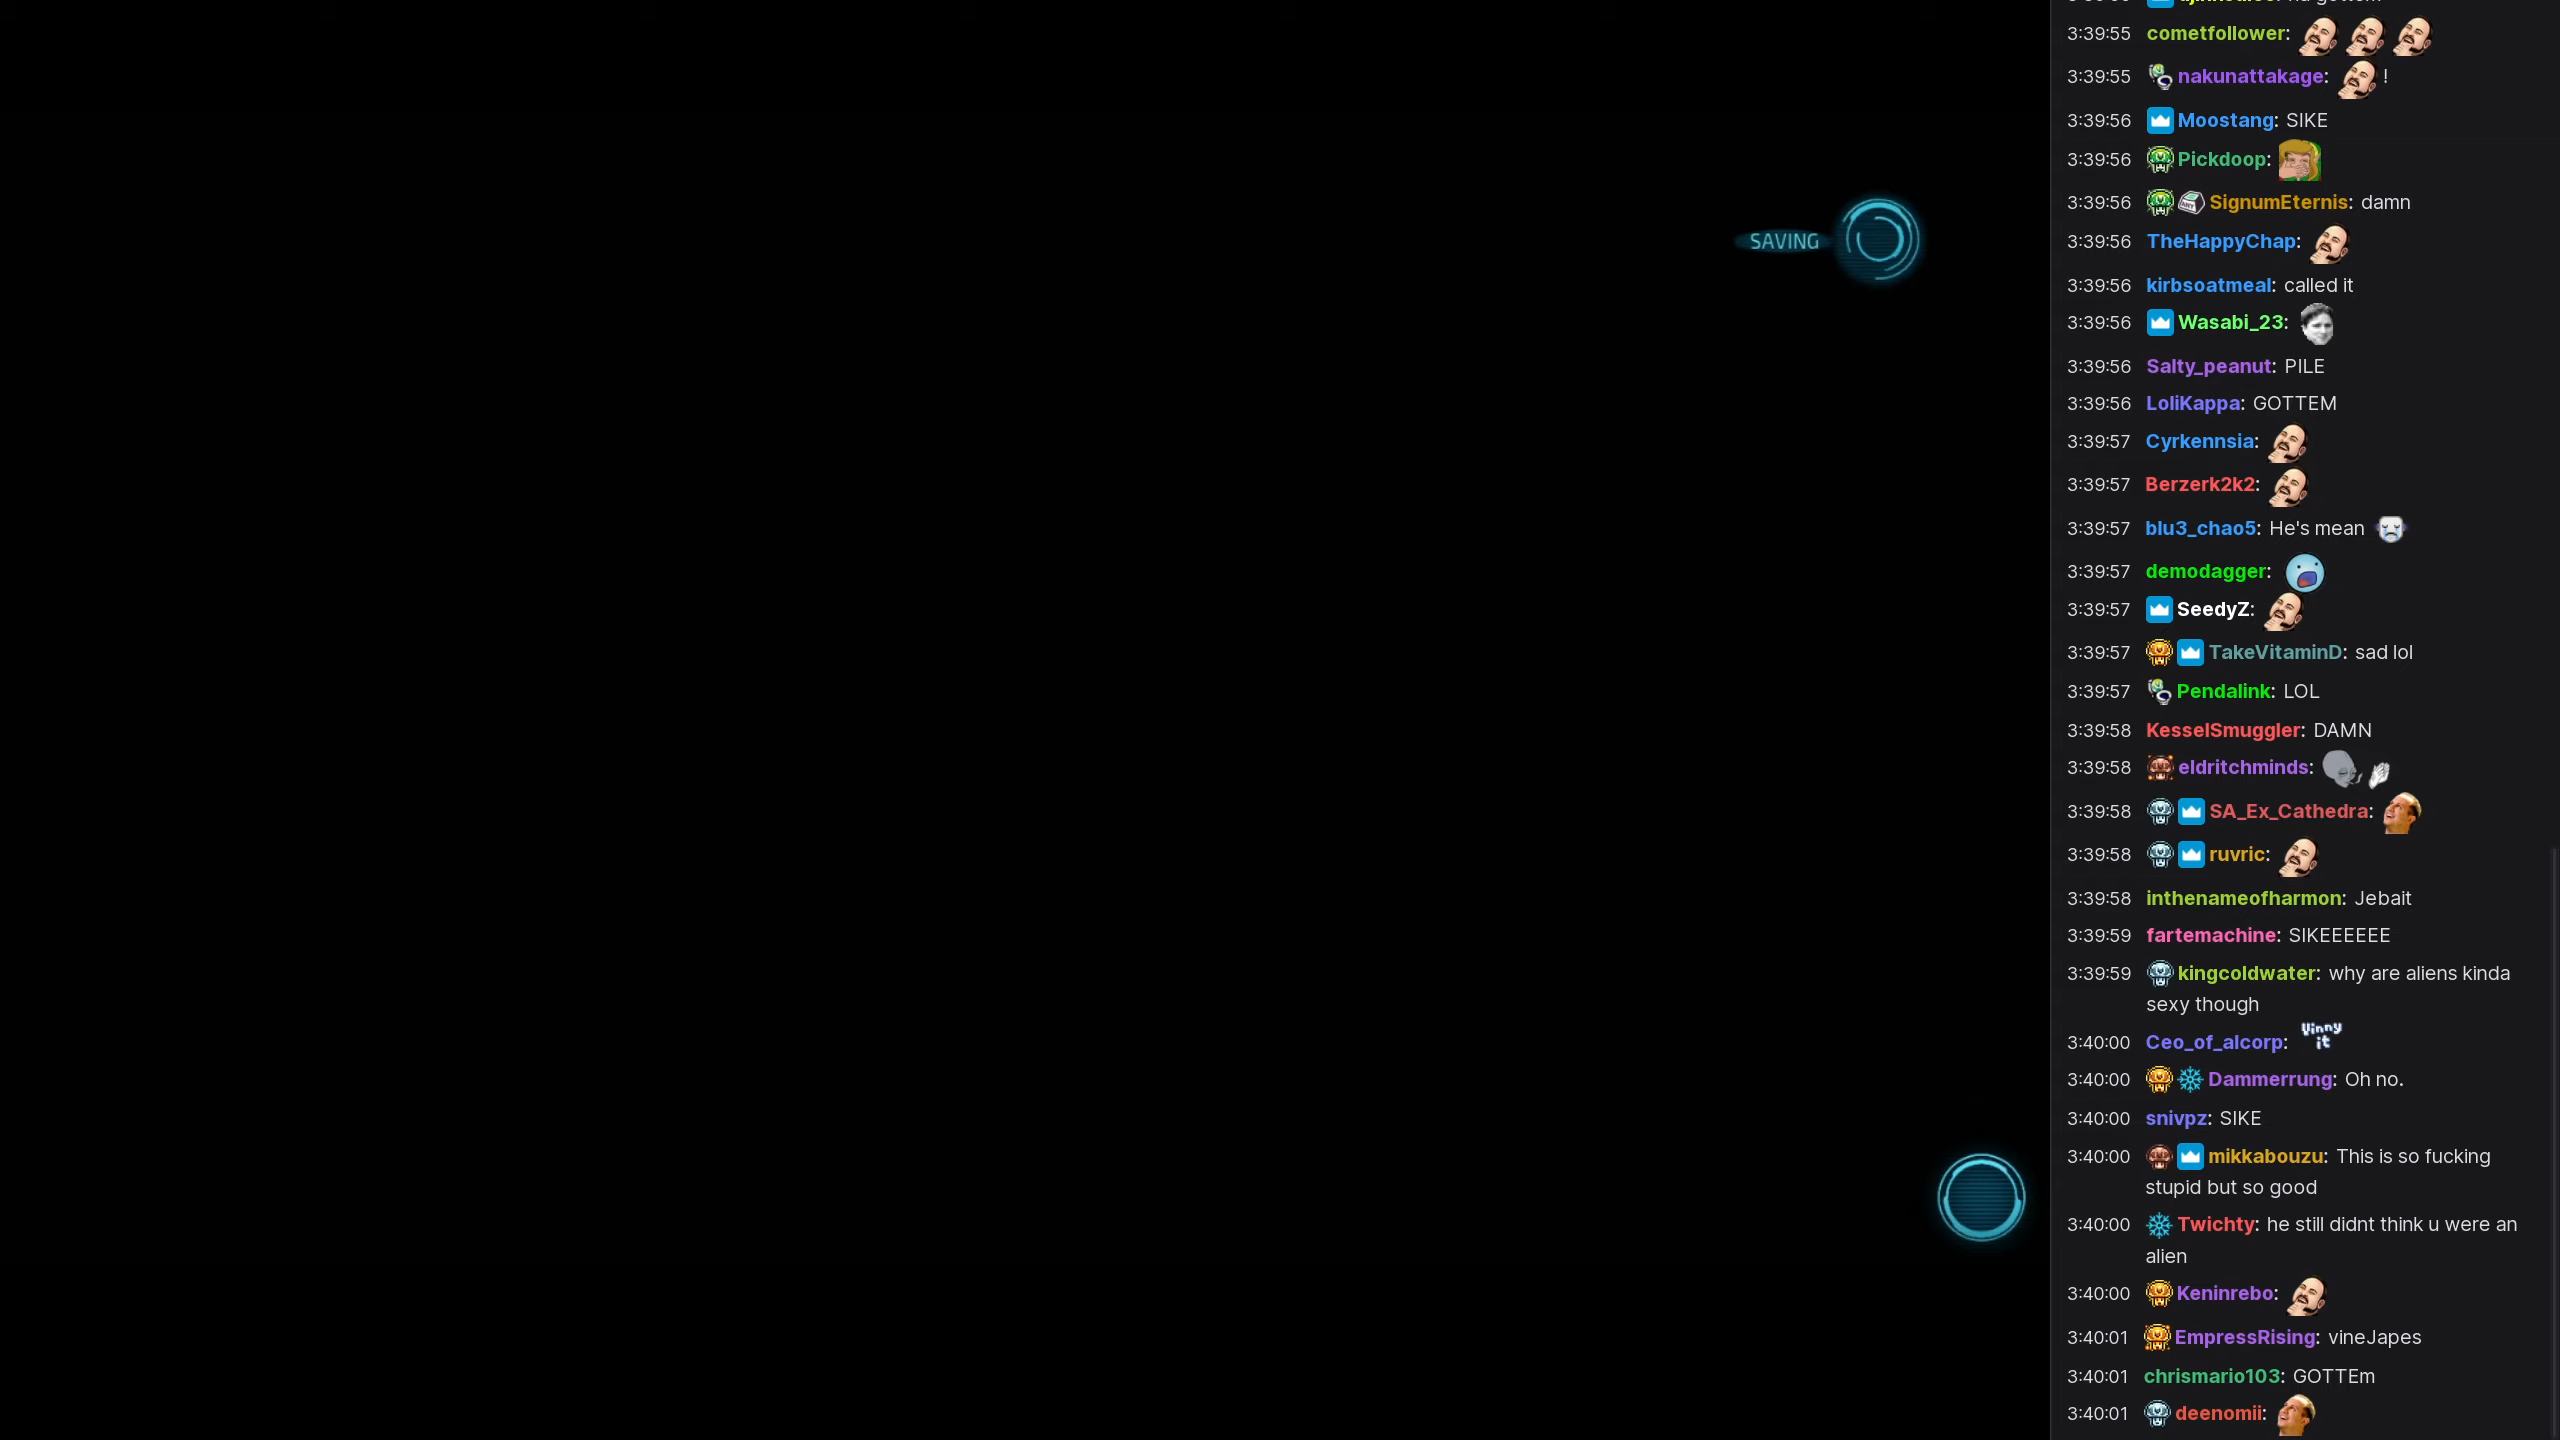 SAVING
3:39:55 cometfollower:
3:39:55 nakunattakage: !
3:39:56 Moostang: SIKE
3:39:56 Pickdoop:
3:39:56 SignumEternis: damn
3:39:56 TheHappyChap:
3:39:56 kirbsoatmeal: called it
3:39:56 Wasabi_23:
3:39:56 Salty_peanut: PILE
3:39:56 LoliKappa: GOTTEM
3:39:57 Cyrkennsia:
3:39:57 Berzerk2k2:
3:39:57 blu3_chao5: He's mean
3:39:57 demodagger:
3:39:57 SeedyZ:
3:39:57 TakeVitaminD: sad lol
3:39:57 Pendalink: LOL
3:39:58 KesselSmuggler: DAMN
3:39:58 eldritchminds:
3:39:58 SA_Ex_Cathedra:
3:39:58 ruvric:
3:39:58 inthenameofharmon: Jebait
3:39:59 fartemachine: SIKEEEEEE
3:39:59 kingcoldwater: why are aliens kinda
sexy though
3:40:00 Ceo_of_alcorp: Vinny
it
3:40:00 Dammerrung: Oh no.
3:40:00 snivpz: SIKE
3:40:00 mikkabouzu: This is so fucking
stupid but so good
3:40:00 Twichty: he still didnt think u were an
alien
3:40:00 Keninrebo:
3:40:01 EmpressRising: vineJapes
3:40:01 chrismario103: GOTTEm
3:40:01 deenomii: